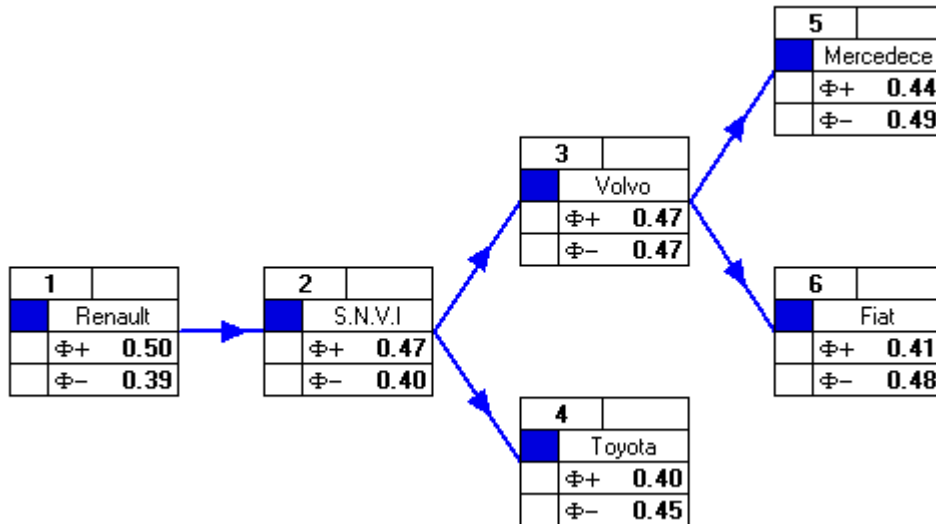 1
Renault
Φ+ 0.50
Φ− 0.39
2
S.N.V.I
Φ+ 0.47
Φ− 0.40
3
Volvo
Φ+ 0.47
Φ− 0.47
4
Toyota
Φ+ 0.40
Φ− 0.45
5
Mercedece
Φ+ 0.44
Φ− 0.49
6
Fiat
Φ+ 0.41
Φ− 0.48